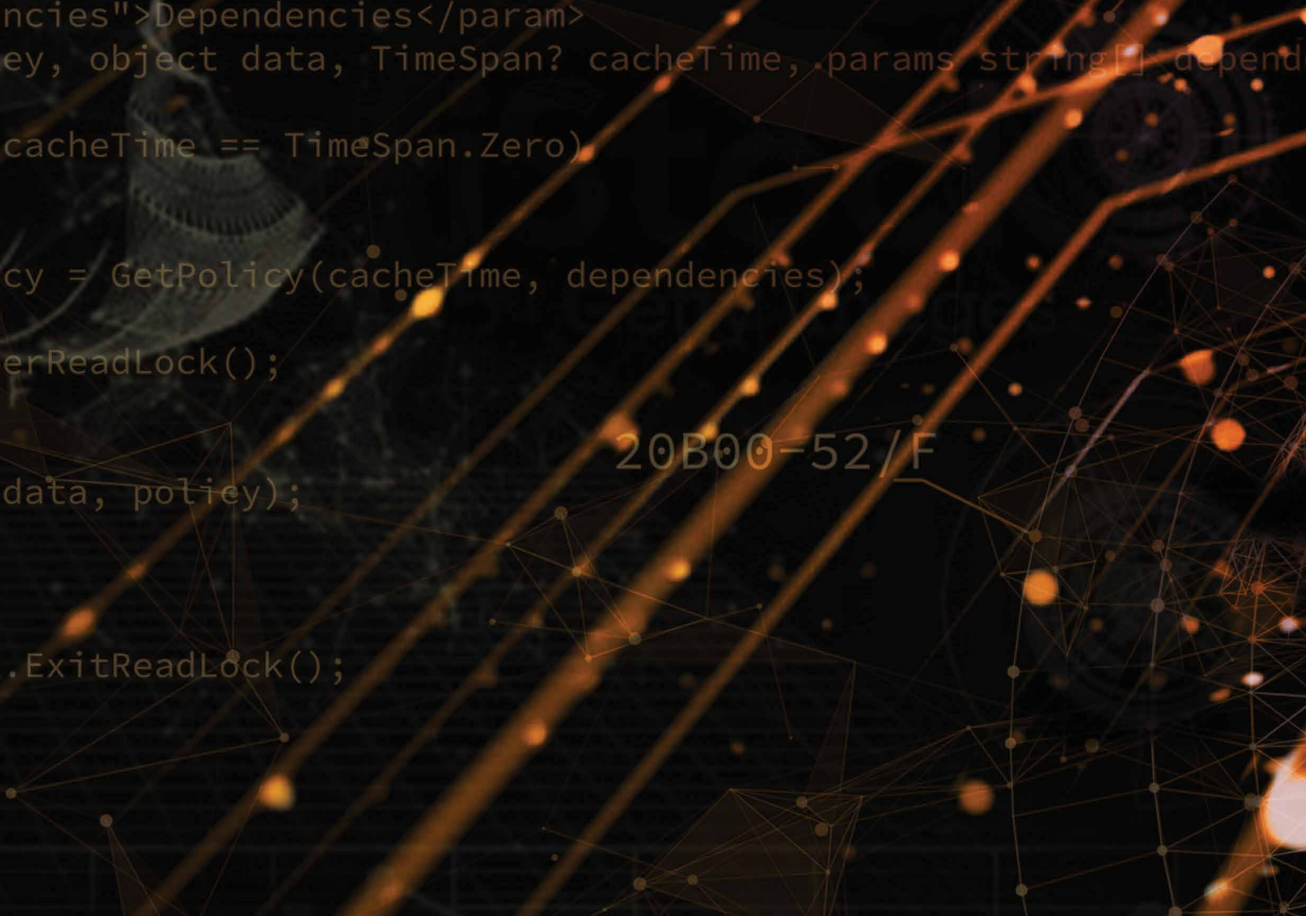 ncies">Dependencies</param>
ey, object data, TimeSpan? cacheTime, params string[] depend
cacheTime == TimeSpan.Zero)
cy = GetPolicy(cacheTime, dependencies);
erReadLock();
20B00-52/F
data, policy);
.ExitReadLock();